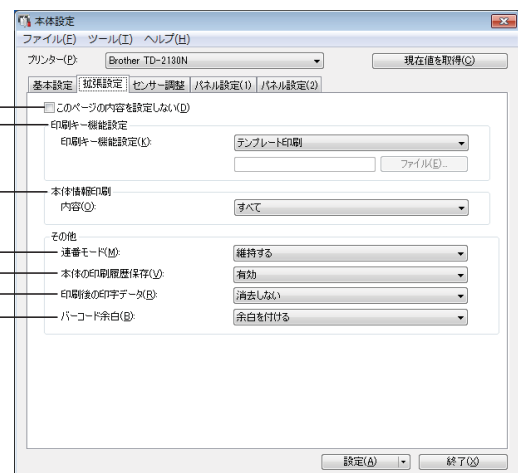 本体設定
ファイル(F) ツール(T) ヘルプ(H)
プリンター(P): Brother TD-2130N 現在値を取得(C)
基本設定 拡張設定 センサー調整 パネル設定(1) パネル設定(2)
このページの内容を設定しない(D)
印刷キー機能設定
印刷キー機能設定(K): テンプレート印刷
ファイル(E)...
本体情報印刷
内容(O): すべて
その他
連番モード(M): 維持する
本体の印刷履歴保存(V): 有効
印刷後の印字データ(R): 消去しない
バーコード余白(B): 余白を付ける
設定(A) 終了(X)